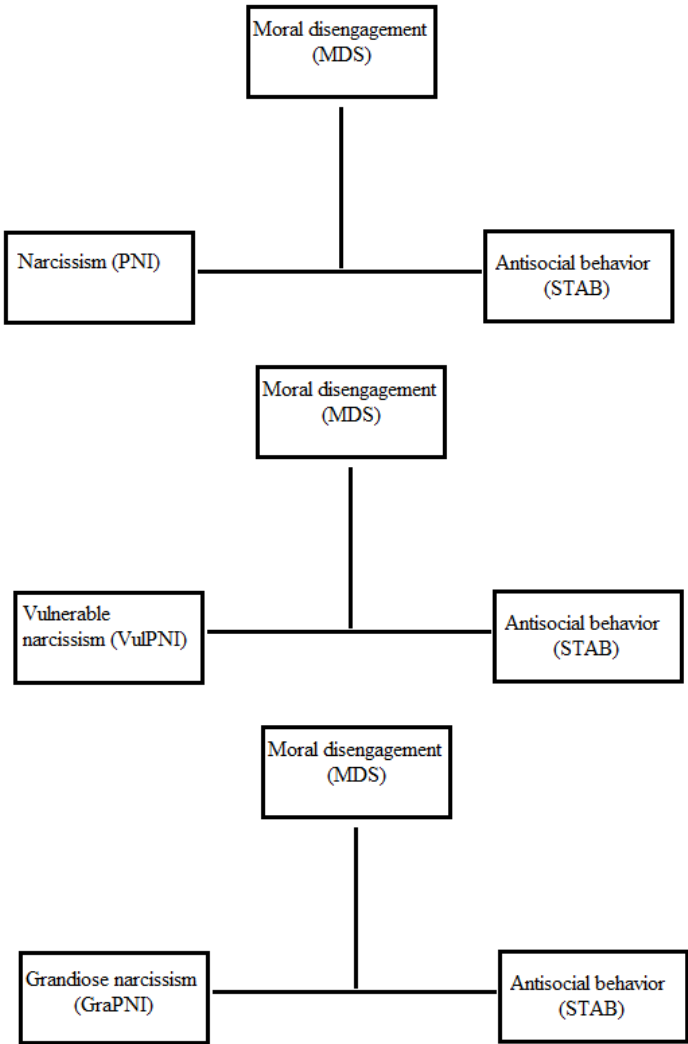 Moral disengagement
(MDS)
Narcissism (PNI)
Antisocial behavior
(STAB)
Moral disengagement
(MDS)
Vulnerable
narcissism (VulPNI)
Antisocial behavior
(STAB)
Moral disengagement
(MDS)
Grandiose narcissism
(GraPNI)
Antisocial behavior
(STAB)